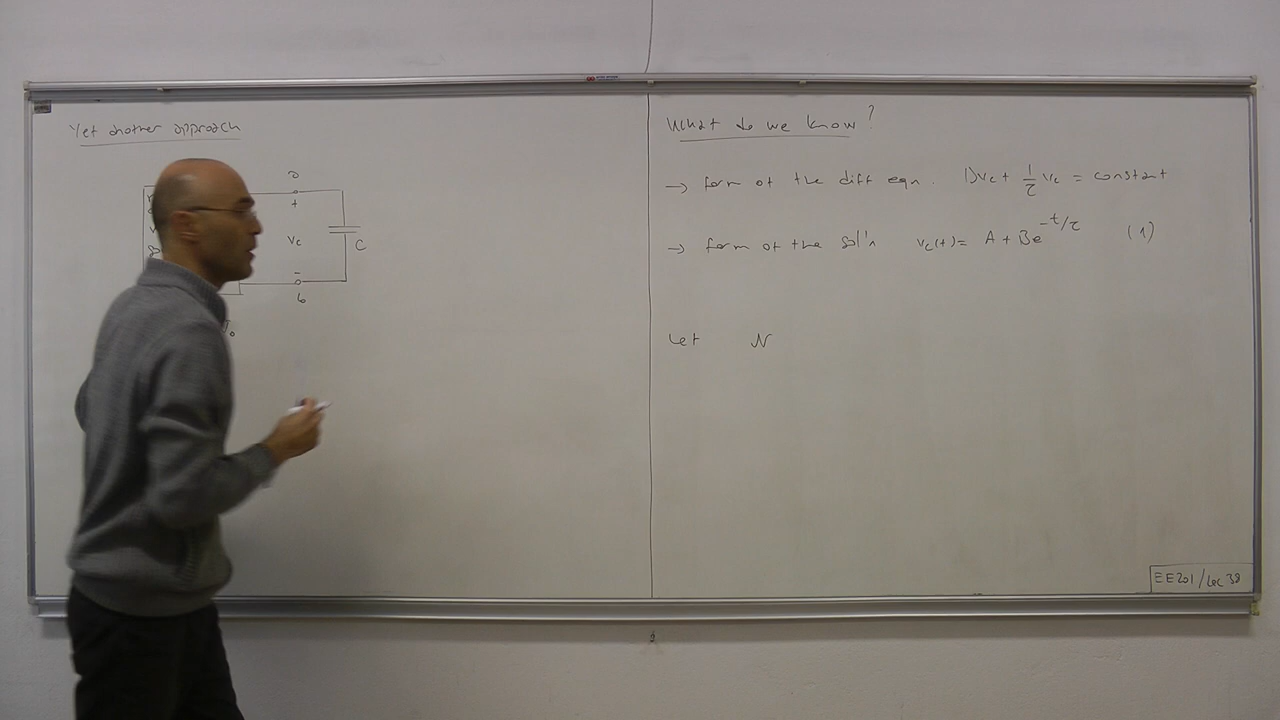 Yet another approach
a
+
vc
C
-
b
What do we know?
→ form of the diff eqn. Dvc + 1/τ vc = constant
→ form of the sol'n vc(t) = A + Be^-t/τ (1)
Let N
EE201/Lec 38